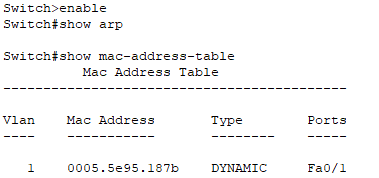 Switch>enable
Switch#show arp
Switch#show mac-address-table
Mac Address Table
-------------------------------------------
Vlan    Mac Address       Type        Ports
----    -----------       --------    -----
1    0005.5e95.187b    DYNAMIC     Fa0/1